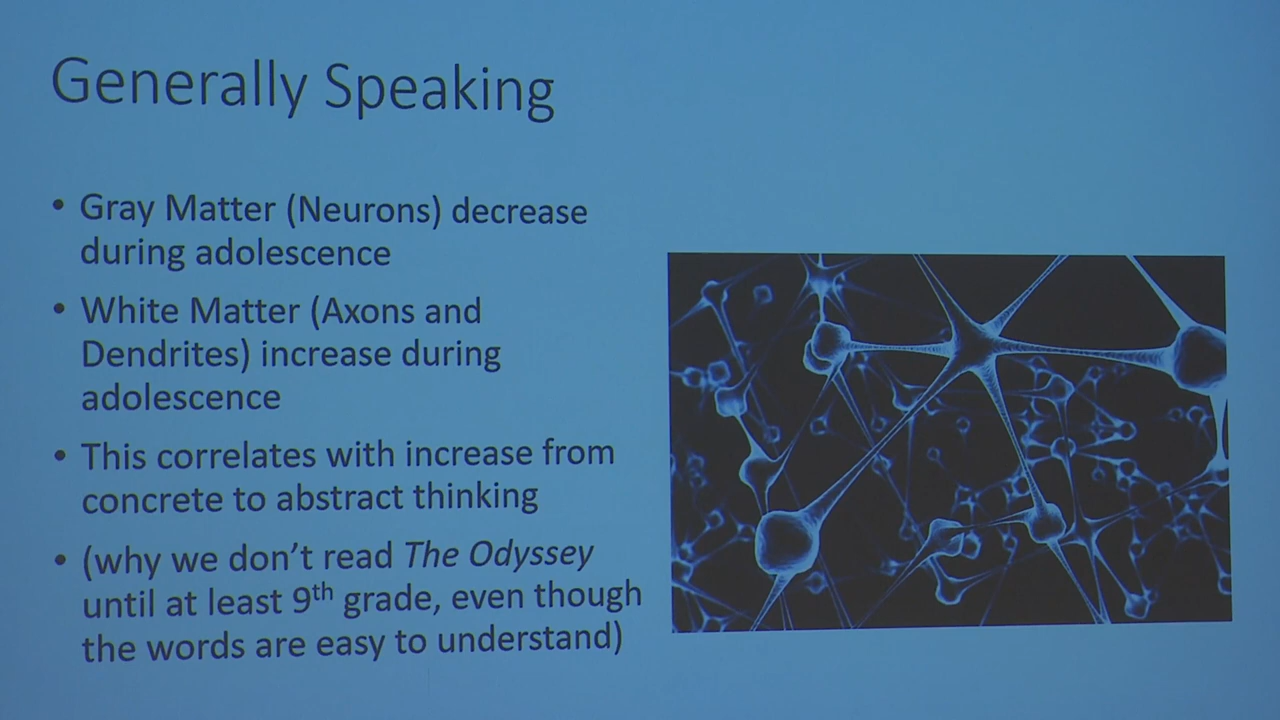 Generally Speaking
• Gray Matter (Neurons) decrease
during adolescence
• White Matter (Axons and
Dendrites) increase during
adolescence
• This correlates with increase from
concrete to abstract thinking
• (why we don't read The Odyssey
until at least 9th grade, even though
the words are easy to understand)